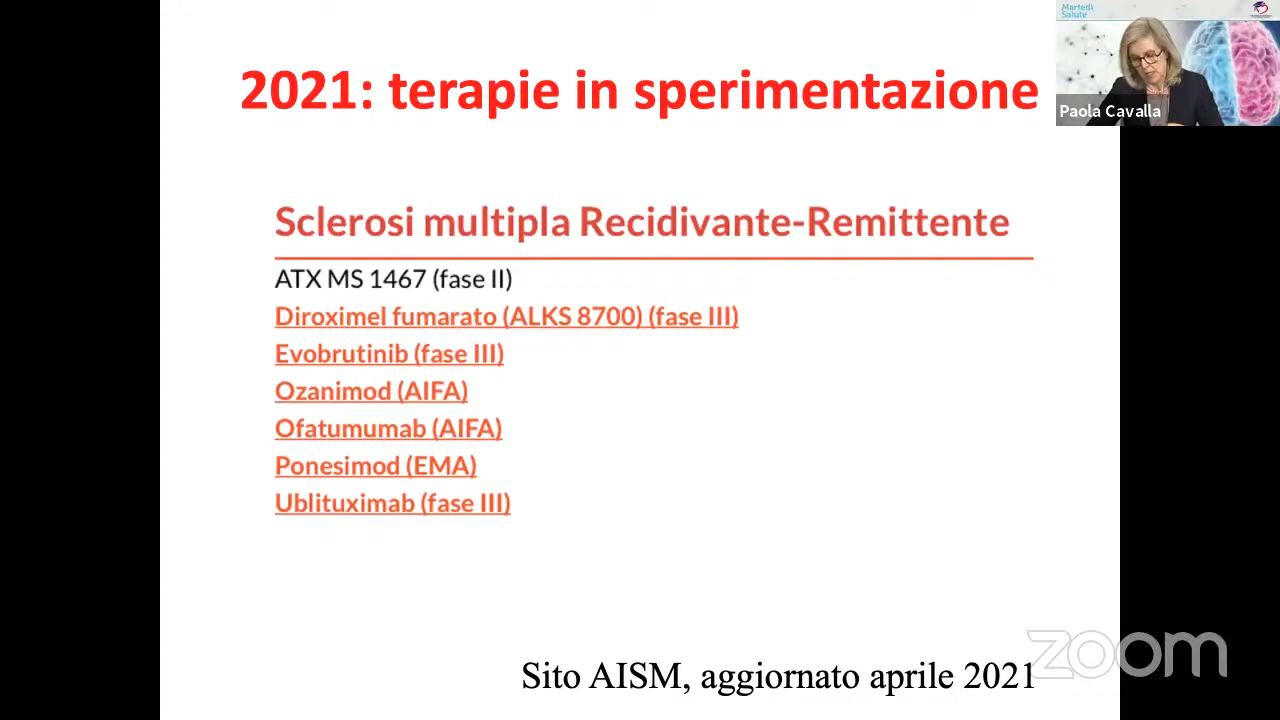 Martedì
Salute
Paola Cavalla
2021: terapie in sperimentazione
Sclerosi multipla Recidivante-Remittente
ATX MS 1467 (fase II)
Diroximel fumarato (ALKS 8700) (fase III)
Evobrutinib (fase III)
Ozanimod (AIFA)
Ofatumumab (AIFA)
Ponesimod (EMA)
Ublituximab (fase III)
Sito AISM, aggiornato aprile 2021
zoom